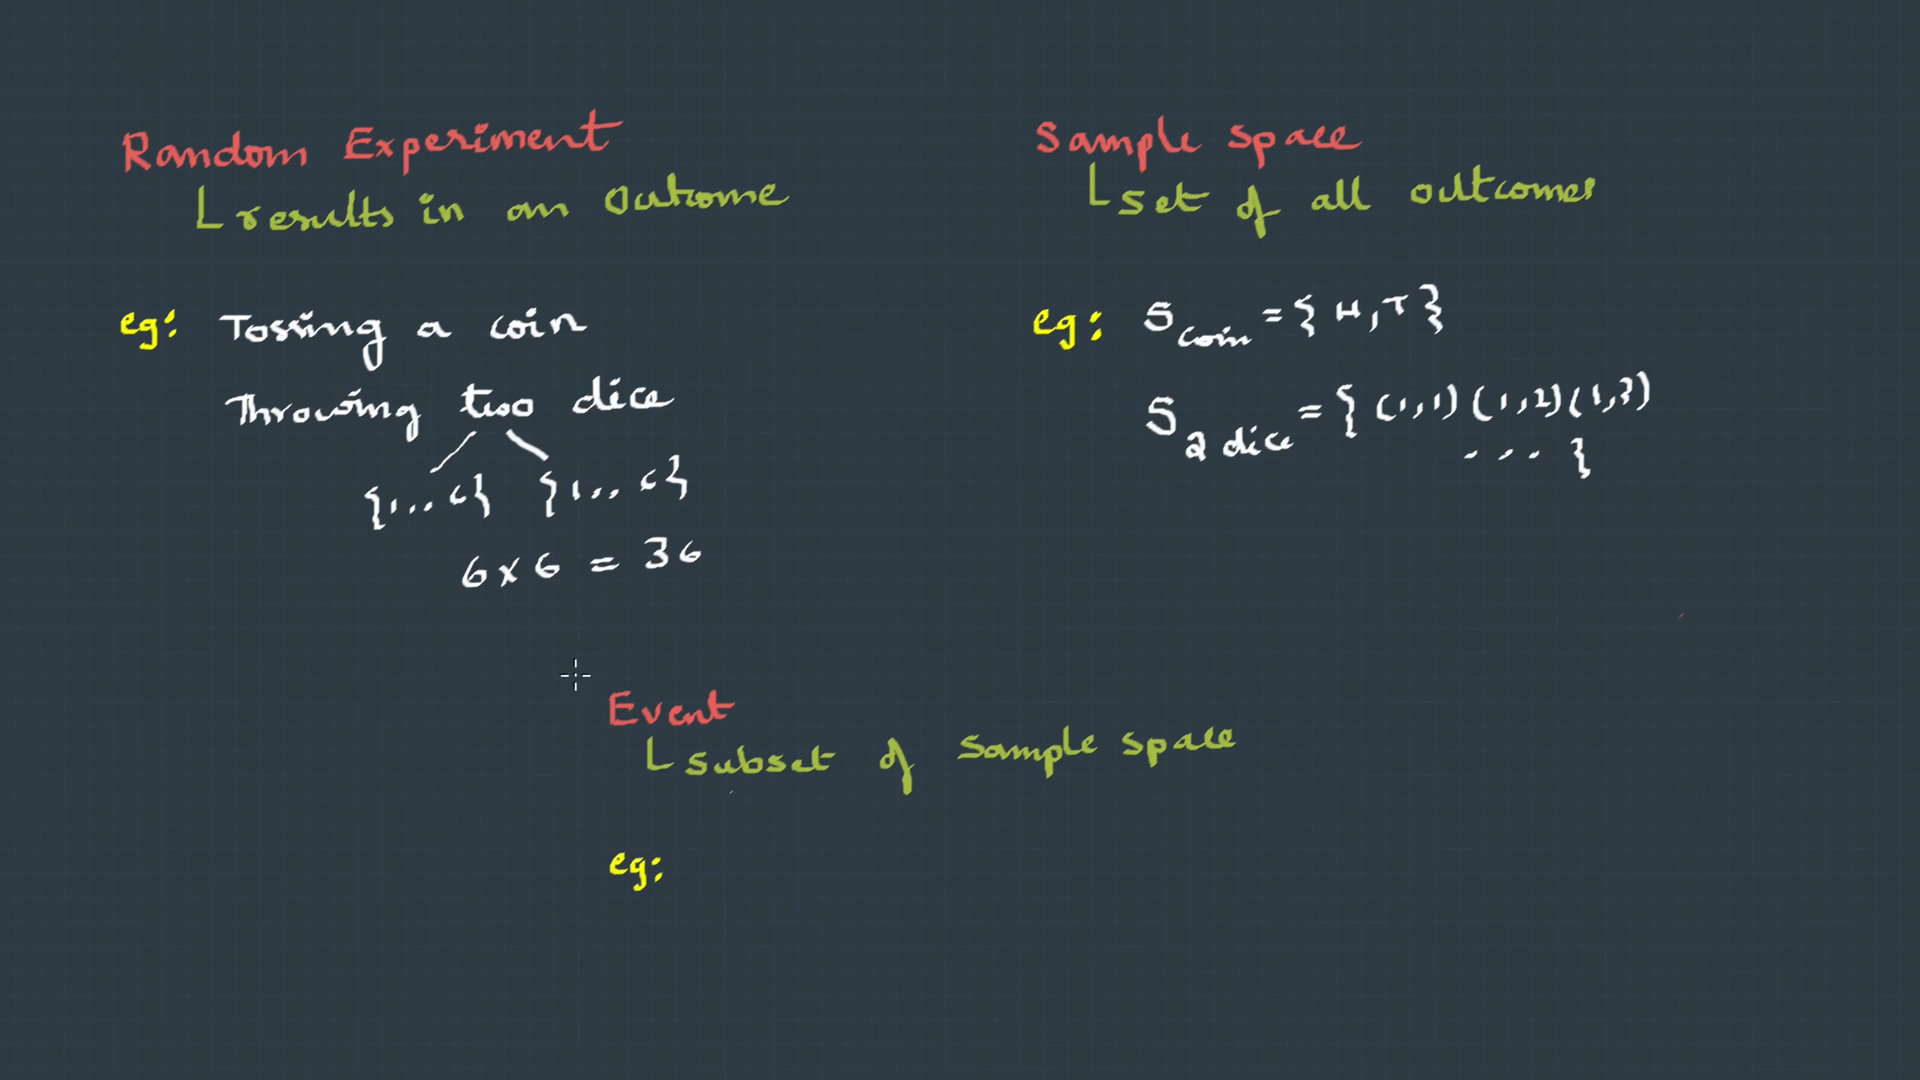 Random Experiment
results in an outcome
eg: Tossing a coin
Throwing two dice
{1...6} {1...6}
6 x 6 = 36
Sample space
set of all outcomes
eg: S coin = {H, T}
S 2 dice = {(1,1) (1,2) (1,3)
... }
Event
subset of sample space
eg: